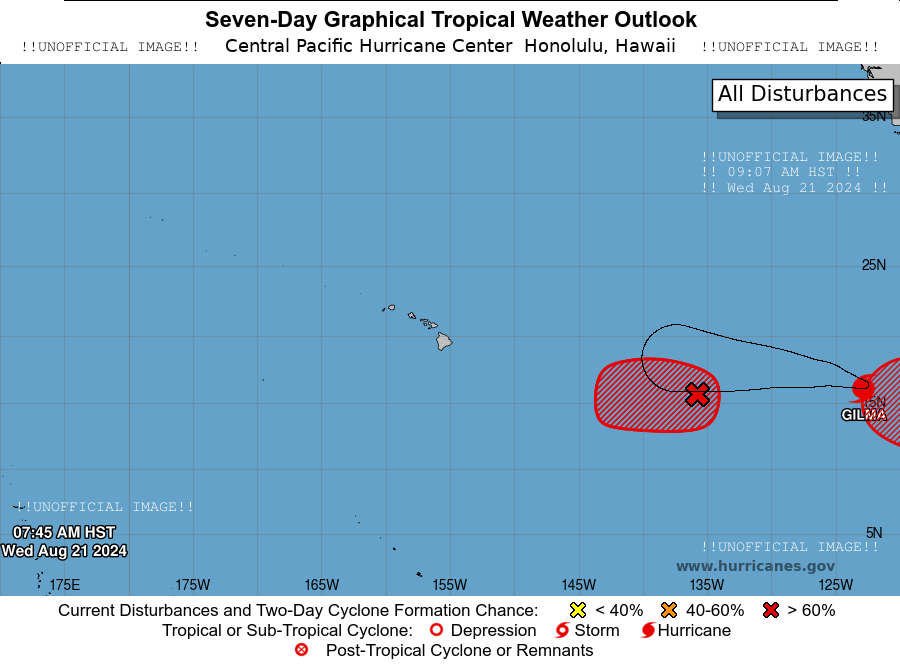 Seven-Day Graphical Tropical Weather Outlook
!!UNOFFICIAL IMAGE!! Central Pacific Hurricane Center Honolulu, Hawaii !!UNOFFICIAL IMAGE!!
All Disturbances
35N
!!UNOFFICIAL IMAGE!!
!! 09:07 AM HST !!
!! Wed Aug 21 2024 !!
25N
15N
GILMA
!!UNOFFICIAL IMAGE!!
07:45 AM HST
Wed Aug 21 2024
5N
!!UNOFFICIAL IMAGE!!
www.hurricanes.gov
175E 175W 165W 155W 145W 135W 125W
Current Disturbances and Two-Day Cyclone Formation Chance: < 40% 40-60% > 60%
Tropical or Sub-Tropical Cyclone: Depression Storm Hurricane
Post-Tropical Cyclone or Remnants